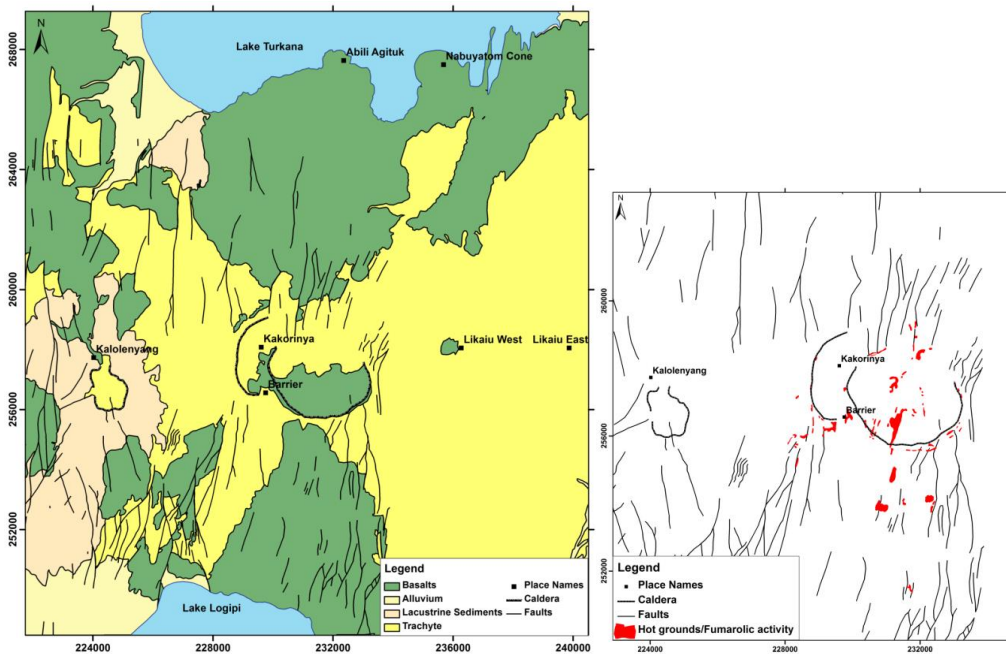 N
268000
264000
260000
256000
252000
Lake Turkana
Abili Agituk
Nabuyatom Cone
Kakorinya
Likaiu West
Likaiu East
Kalolenyang
Barrier
Lake Logipi
Legend
Basalts
Alluvium
Lacustrine Sediments
Trachyte
Place Names
Caldera
Faults
224000 228000 232000 236000 240000
N
260000
256000
252000
Kakorinya
Kalolenyang
Barrier
Legend
Place Names
Caldera
Faults
Hot grounds/Fumarolic activity
224000 228000 232000